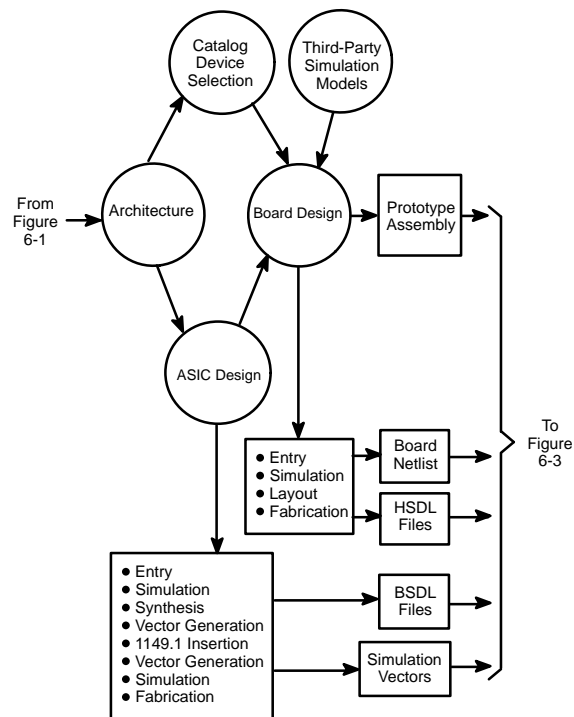 Catalog
Device
Selection
Third-Party
Simulation
Models
From
Figure
6-1
Architecture
Board Design
Prototype
Assembly
ASIC Design
To
Figure
6-3
● Entry
● Simulation
● Layout
● Fabrication
Board
Netlist
HSDL
Files
● Entry
● Simulation
● Synthesis
● Vector Generation
● 1149.1 Insertion
● Vector Generation
● Simulation
● Fabrication
BSDL
Files
Simulation
Vectors